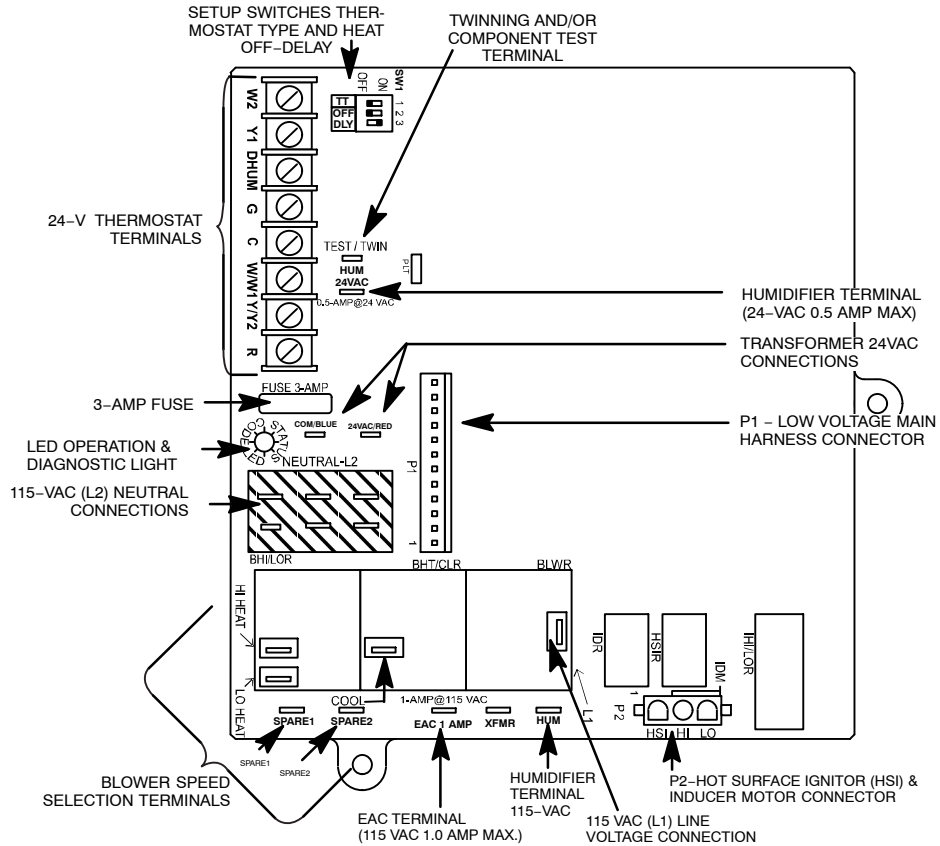 SETUP SWITCHES THER-
MOSTAT TYPE AND HEAT
OFF−DELAY
TWINNING AND/OR
COMPONENT TEST
TERMINAL
SW1
OFF
ON
TT
OFF
DLY
1 2 3
W2
Y1
DHUM
G
C
W/W1
Y/Y2
R
24−V THERMOSTAT
TERMINALS
TEST / TWIN
HUM
24VAC
0.5-AMP@24 VAC
PLT
HUMIDIFIER TERMINAL
(24−VAC 0.5 AMP MAX)
TRANSFORMER 24VAC
CONNECTIONS
FUSE 3-AMP
3−AMP FUSE
COM/BLUE
24VAC/RED
P1 − LOW VOLTAGE MAIN
HARNESS CONNECTOR
STATUS
CODE LED
LED OPERATION &
DIAGNOSTIC LIGHT
NEUTRAL-L2
P1
115−VAC (L2) NEUTRAL
CONNECTIONS
1
BHI/LOR
BHT/CLR
BLWR
HI HEAT
LO HEAT
IDR
HSIR
IHI/LOR
IDM
COOL
1-AMP@115 VAC
L1
1
P2
SPARE1
SPARE2
EAC 1 AMP
XFMR
HUM
HSI
HI
LO
SPARE1
SPARE2
BLOWER SPEED
SELECTION TERMINALS
EAC TERMINAL
(115 VAC 1.0 AMP MAX.)
HUMIDIFIER
TERMINAL
115−VAC
115 VAC (L1) LINE
VOLTAGE CONNECTION
P2−HOT SURFACE IGNITOR (HSI) &
INDUCER MOTOR CONNECTOR